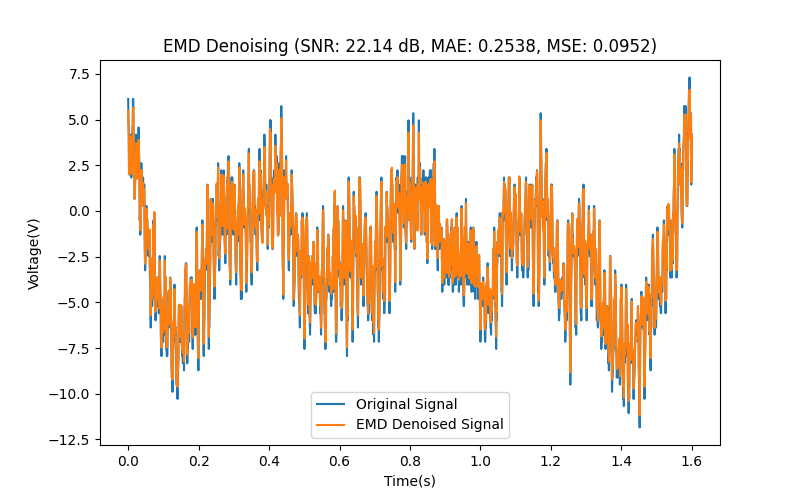 EMD Denoising (SNR: 22.14 dB, MAE: 0.2538, MSE: 0.0952)
7.5
5.0
2.5
0.0
−2.5
−5.0
−7.5
−10.0
−12.5
Voltage(V)
Original Signal
EMD Denoised Signal
0.0 0.2 0.4 0.6 0.8 1.0 1.2 1.4 1.6
Time(s)